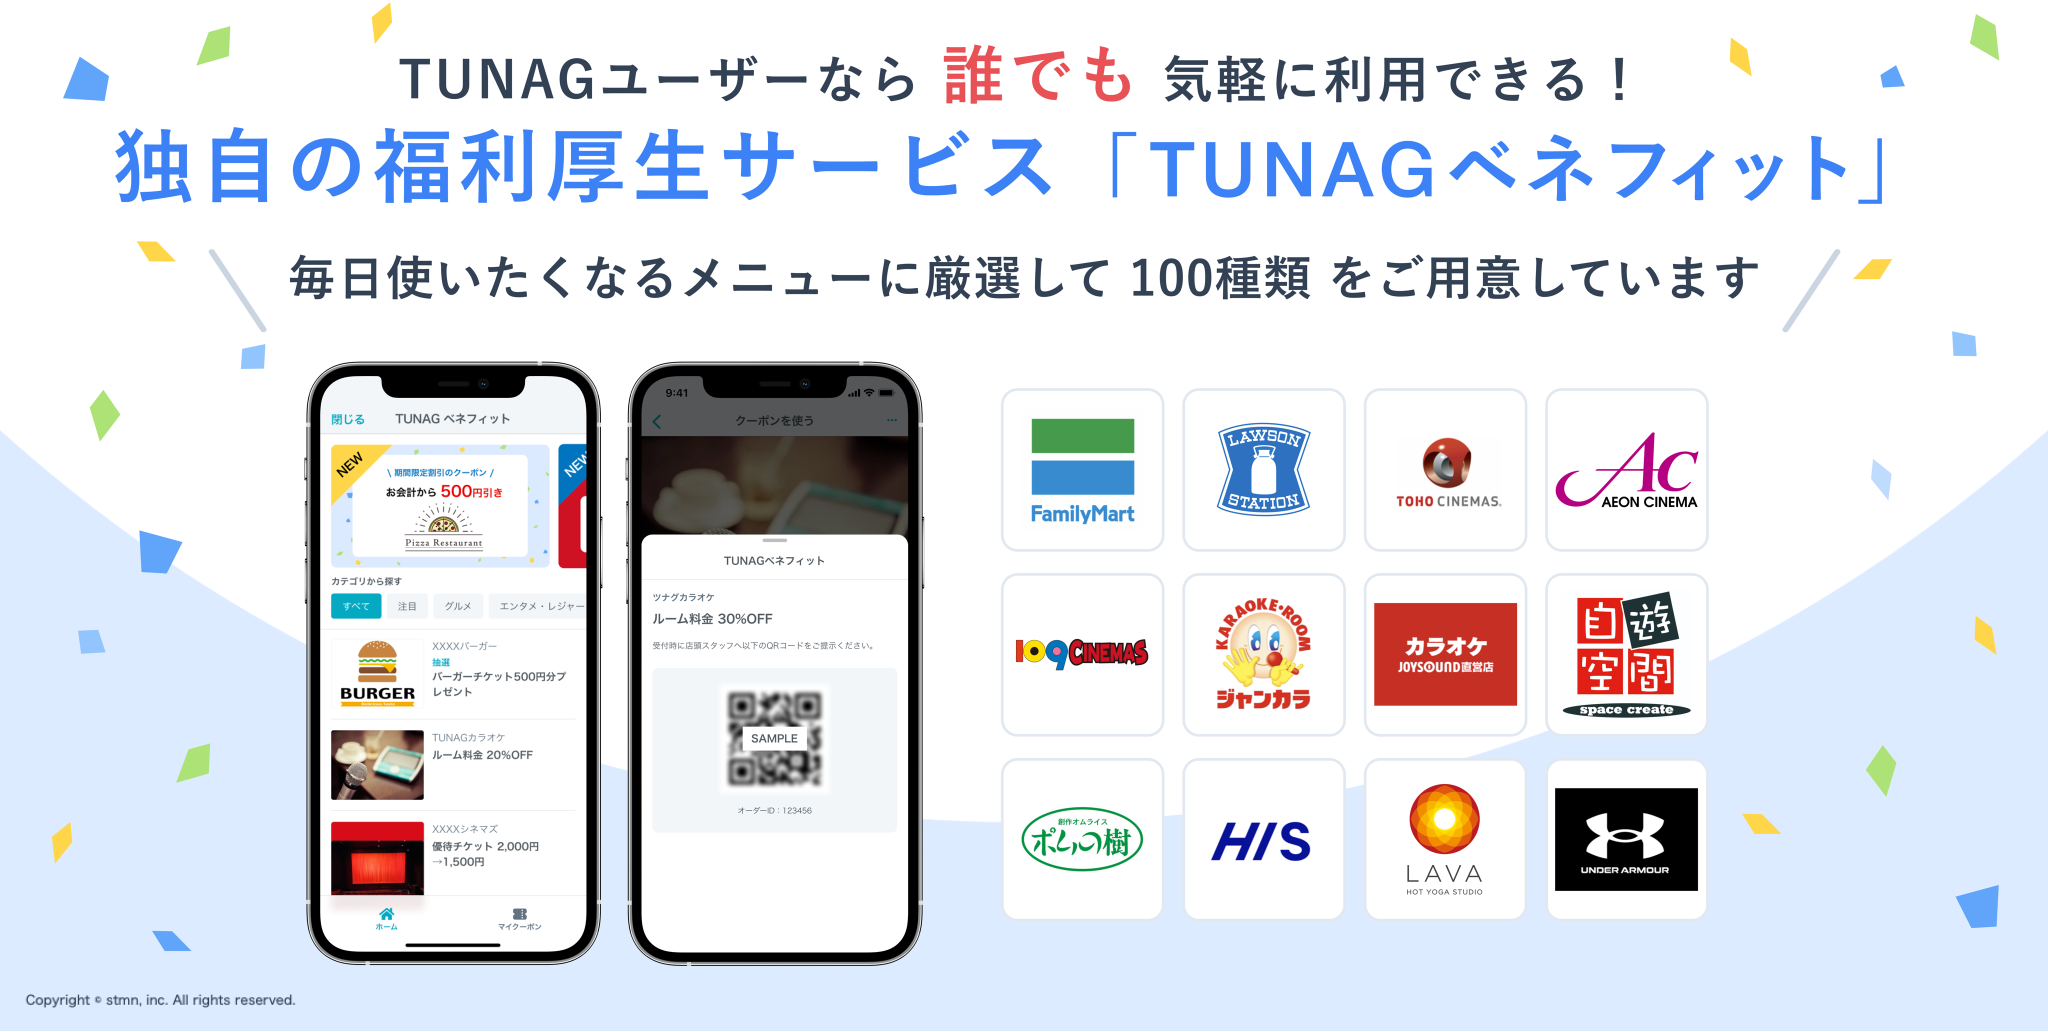 TUNAGユーザーなら 誰でも 気軽に利用できる！
独自の福利厚生サービス「TUNAGベネフィット」
毎日使いたくなるメニューに厳選して 100種類 をご用意しています
閉じる
TUNAG ベネフィット
NEW
\ 期間限定割引のクーポン /
お会計から 500円引き
Pizza Restaurant
NEW
カテゴリから探す
すべて
注目
グルメ
エンタメ・レジャー
XXXXバーガー
抽選
バーガーチケット500円分プ
レゼント
BURGER
TUNAGカラオケ
ルーム料金 20%OFF
XXXXシネマズ
優待チケット 2,000円
→1,500円
ホーム
マイクーポン
9:41
クーポンを使う
TUNAGベネフィット
ツナグカラオケ
ルーム料金 30%OFF
受付時に店頭スタッフへ以下のQRコードをご提示ください。
SAMPLE
オーダーID：123456
FamilyMart
LAWSON
STATION
TOHO CINEMAS.
AC
AEON CINEMA
109 CINEMAS
KARAOKE・ROOM
ジャンカラ
カラオケ
JOYSOUND直営店
自遊
空間
space create
創作オムライス
ポムの樹
HIS
LAVA
HOT YOGA STUDIO
UNDER ARMOUR
Copyright © stmn, inc. All rights reserved.